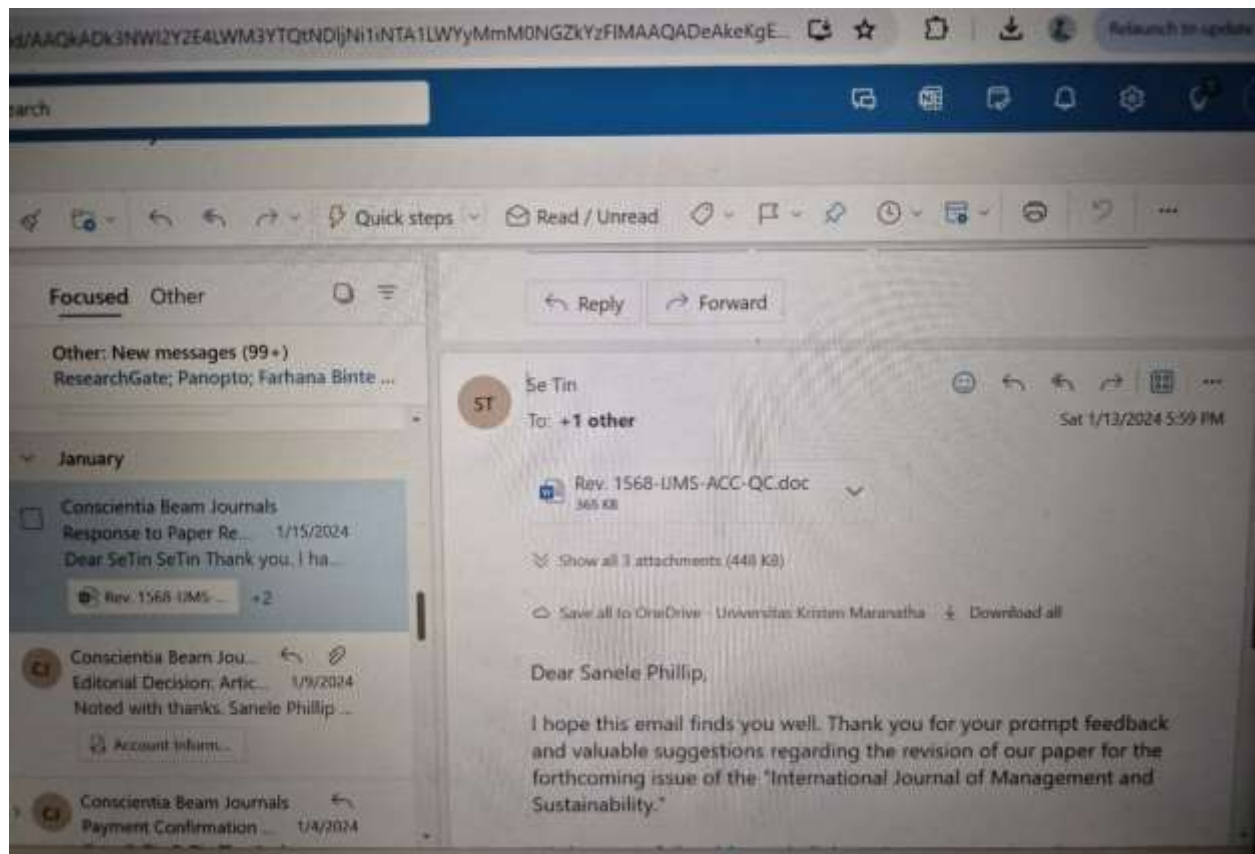 Relaunch to update
earch
Quick steps
Read / Unread
Focused Other
Other: New messages (99+)
ResearchGate; Panopto; Farhana Binte ...
January
Conscientia Beam Journals
Response to Paper Re... 1/15/2024
Dear SeTin SeTin Thank you. I ha...
Rev. 1568-IJMS-... +2
CJ
Conscientia Beam Jou...
Editorial Decision: Artic... 1/9/2024
Noted with thanks. Sanele Phillip ...
Account Inform...
CJ
Conscientia Beam Journals
Payment Confirmation ... 1/4/2024
Reply
Forward
ST
Se Tin
To: +1 other
Sat 1/13/2024 5:59 PM
Rev. 1568-IJMS-ACC-QC.doc
365 KB
Show all 3 attachments (448 KB)
Save all to OneDrive - Universitas Kristen Maranatha Download all
Dear Sanele Phillip,
I hope this email finds you well. Thank you for your prompt feedback
and valuable suggestions regarding the revision of our paper for the
forthcoming issue of the "International Journal of Management and
Sustainability."